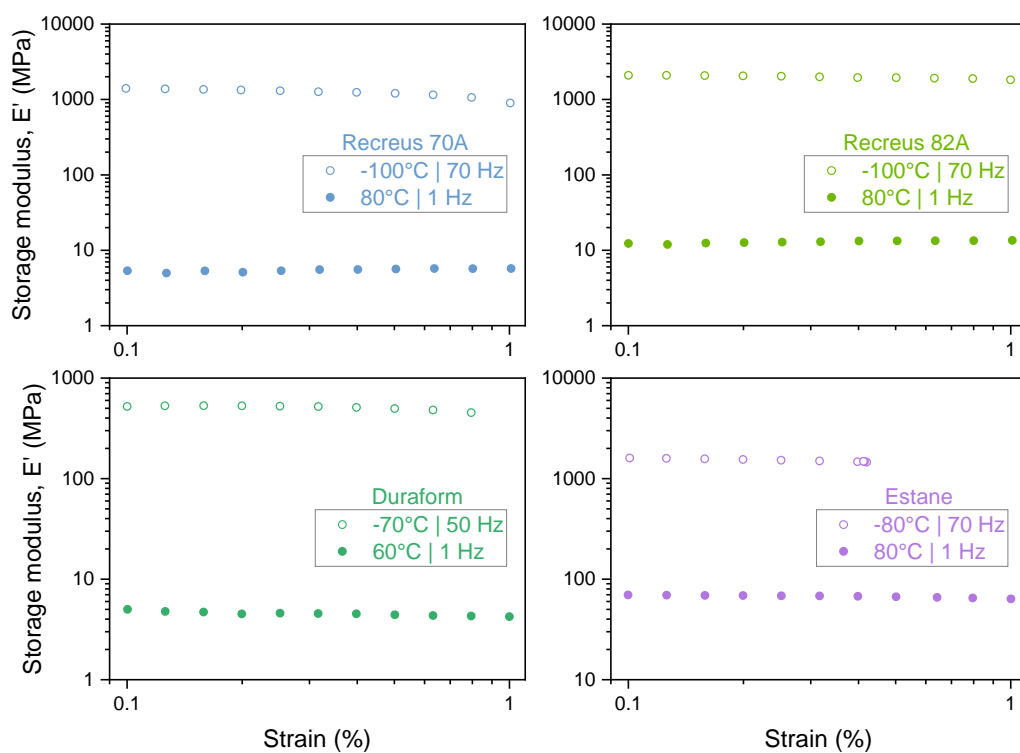 Storage modulus, E' (MPa)
10000
1000
100
10
1
0.1
1
Recreus 70A
-100°C | 70 Hz
80°C | 1 Hz
10000
1000
100
10
1
0.1
1
Recreus 82A
-100°C | 70 Hz
80°C | 1 Hz
Storage modulus, E' (MPa)
1000
100
10
1
0.1
1
Duraform
-70°C | 50 Hz
60°C | 1 Hz
Strain (%)
10000
1000
100
10
0.1
1
Estane
-80°C | 70 Hz
80°C | 1 Hz
Strain (%)